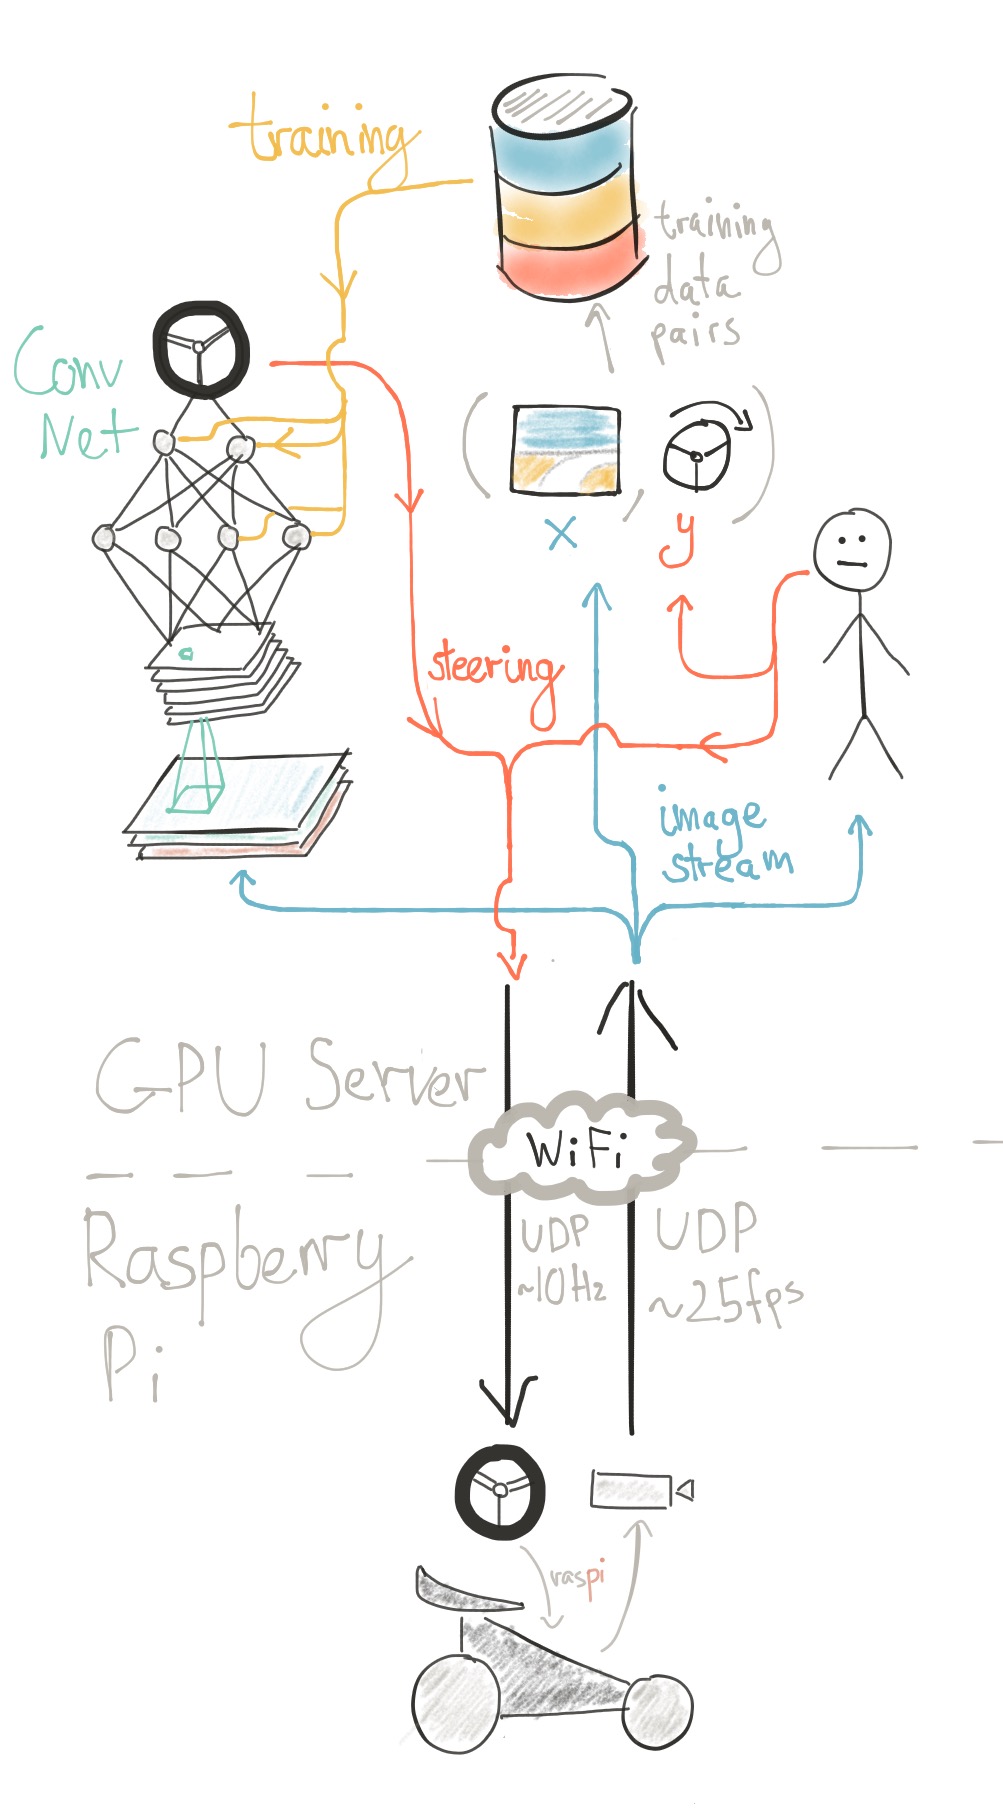 training
training
data
pairs
Conv
Net
( , )
x
y
steering
image
stream
GPU Server
WiFi
Raspberry
Pi
UDP
~10Hz
UDP
~25fps
raspi